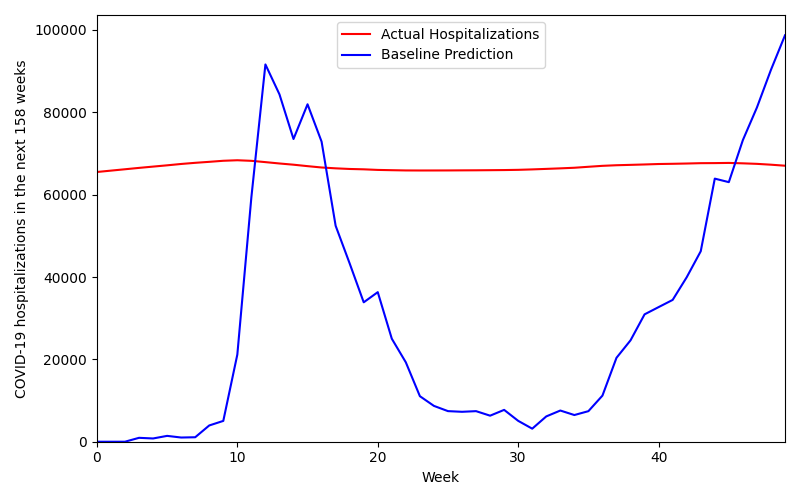 Actual Hospitalizations
Baseline Prediction
COVID-19 hospitalizations in the next 158 weeks
100000
80000
60000
40000
20000
0
0 10 20 30 40
Week